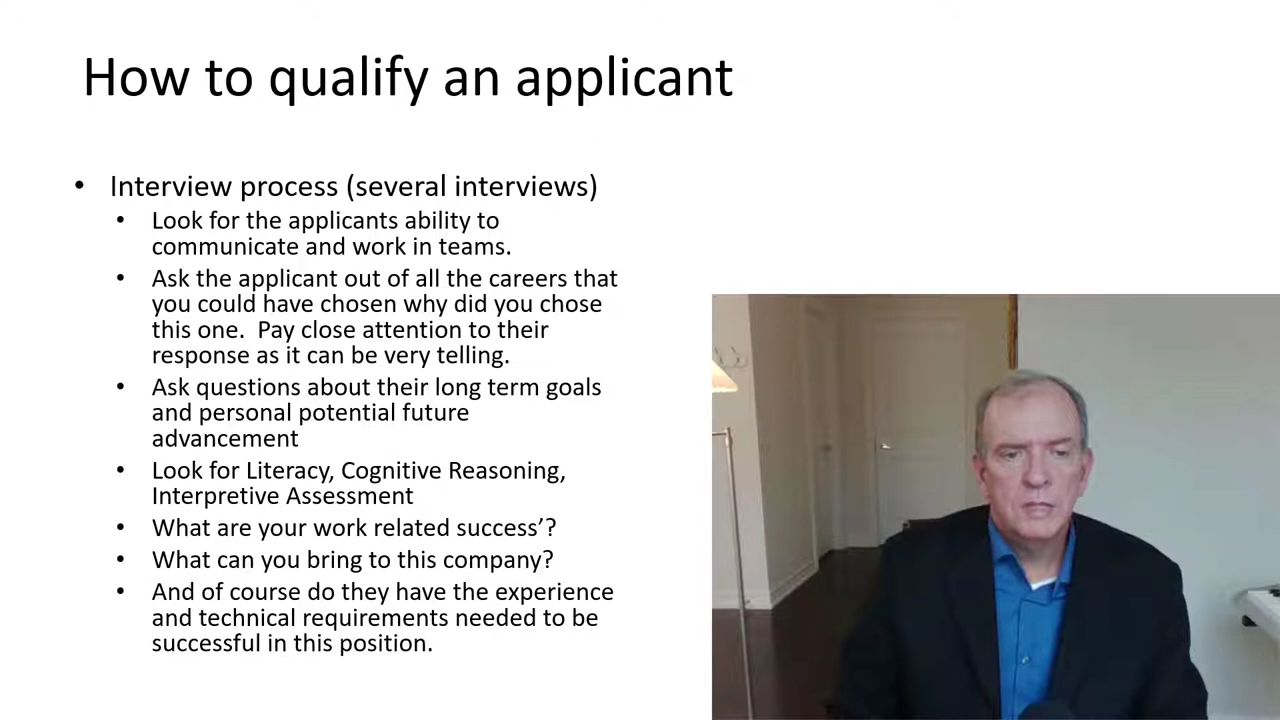 How to qualify an applicant
• Interview process (several interviews)
• Look for the applicants ability to
communicate and work in teams.
• Ask the applicant out of all the careers that
you could have chosen why did you chose
this one.  Pay close attention to their
response as it can be very telling.
• Ask questions about their long term goals
and personal potential future
advancement
• Look for Literacy, Cognitive Reasoning,
Interpretive Assessment
• What are your work related success’?
• What can you bring to this company?
• And of course do they have the experience
and technical requirements needed to be
successful in this position.